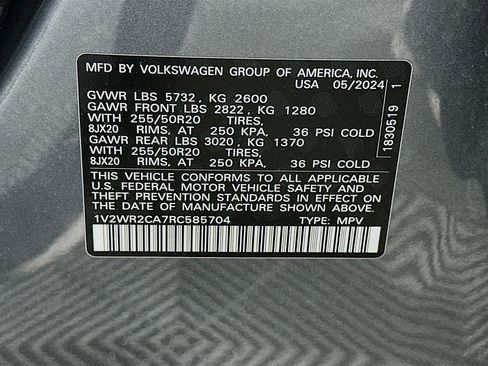 MFD BY VOLKSWAGEN GROUP OF AMERICA, INC.
USA 05/2024
GVWR LBS 5732, KG 2600
GAWR FRONT LBS 2822, KG 1280
WITH 255/50R20 TIRES,
8JX20 RIMS, AT 250 KPA, 36 PSI COLD
GAWR REAR LBS 3020, KG 1370
WITH 255/50R20 TIRES,
8JX20 RIMS, AT 250 KPA, 36 PSI COLD
THIS VEHICLE CONFORMS TO ALL APPLICABLE
U.S. FEDERAL MOTOR VEHICLE SAFETY AND
THEFT PREVENTION STANDARDS IN EFFECT ON
THE DATE OF MANUFACTURE SHOWN ABOVE.
1V2WR2CA7RC585704 TYPE: MPV
1830519 1